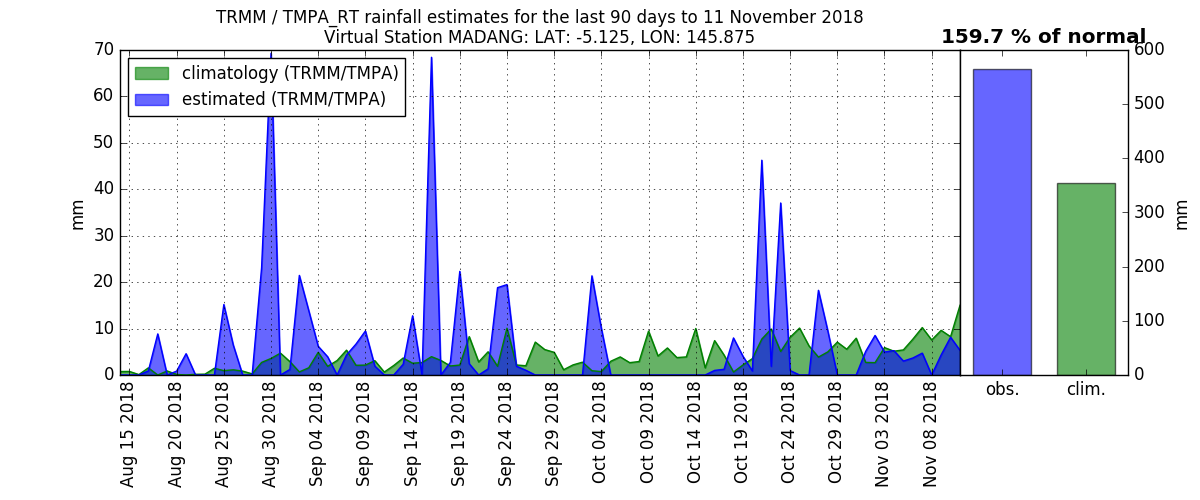 TRMM / TMPA_RT rainfall estimates for the last 90 days to 11 November 2018
Virtual Station MADANG: LAT: -5.125, LON: 145.875
159.7 % of normal
climatology (TRMM/TMPA)
estimated (TRMM/TMPA)
mm
70
60
50
40
30
20
10
0
Aug 15 2018
Aug 20 2018
Aug 25 2018
Aug 30 2018
Sep 04 2018
Sep 09 2018
Sep 14 2018
Sep 19 2018
Sep 24 2018
Sep 29 2018
Oct 04 2018
Oct 09 2018
Oct 14 2018
Oct 19 2018
Oct 24 2018
Oct 29 2018
Nov 03 2018
Nov 08 2018
600
500
400
300
200
100
0
mm
obs.
clim.